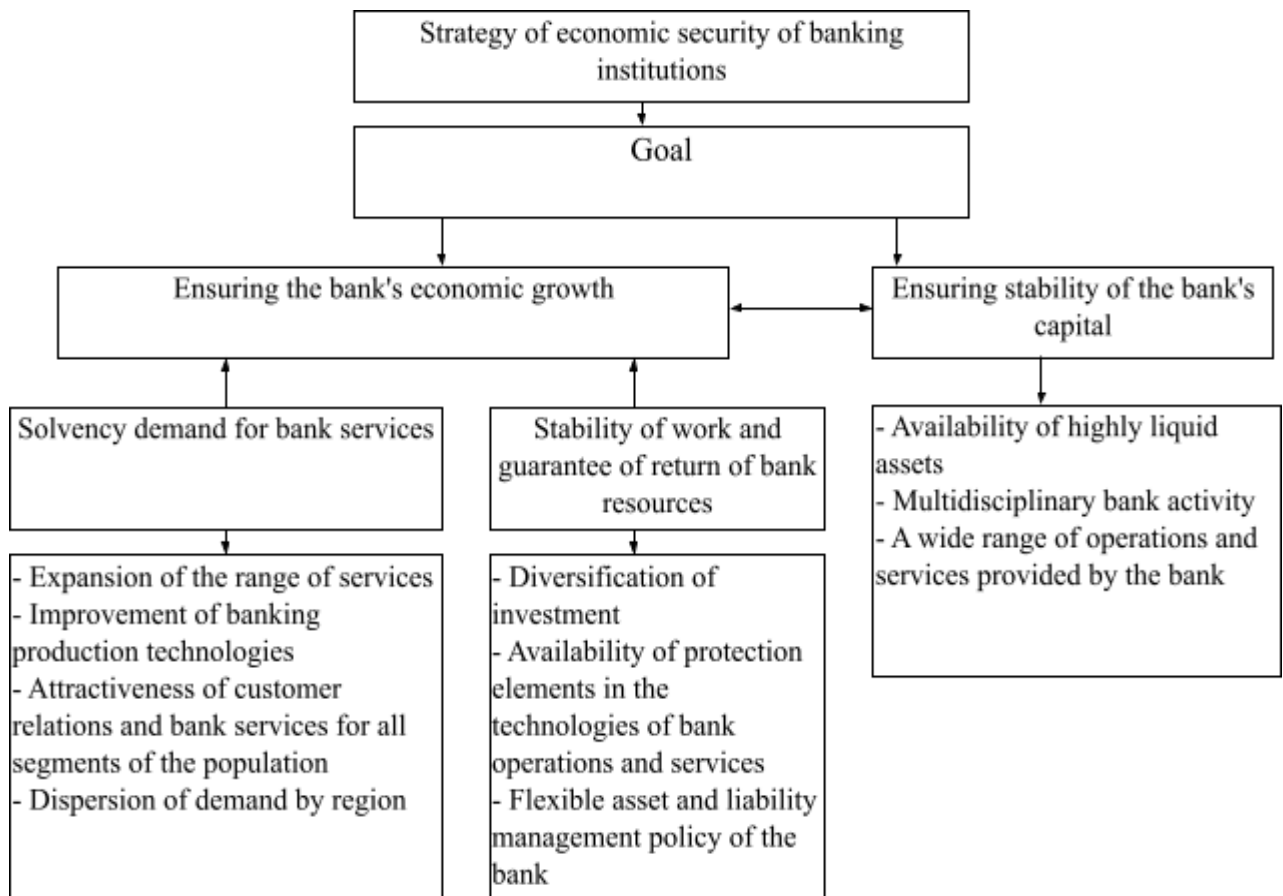 Strategy of economic security of banking
institutions
Goal
Ensuring the bank's economic growth
Ensuring stability of the bank's
capital
Solvency demand for bank services
Stability of work and
guarantee of return of bank
resources
- Availability of highly liquid
assets
- Multidisciplinary bank activity
- A wide range of operations and
services provided by the bank
- Expansion of the range of services
- Improvement of banking
production technologies
- Attractiveness of customer
relations and bank services for all
segments of the population
- Dispersion of demand by region
- Diversification of
investment
- Availability of protection
elements in the
technologies of bank
operations and services
- Flexible asset and liability
management policy of the
bank